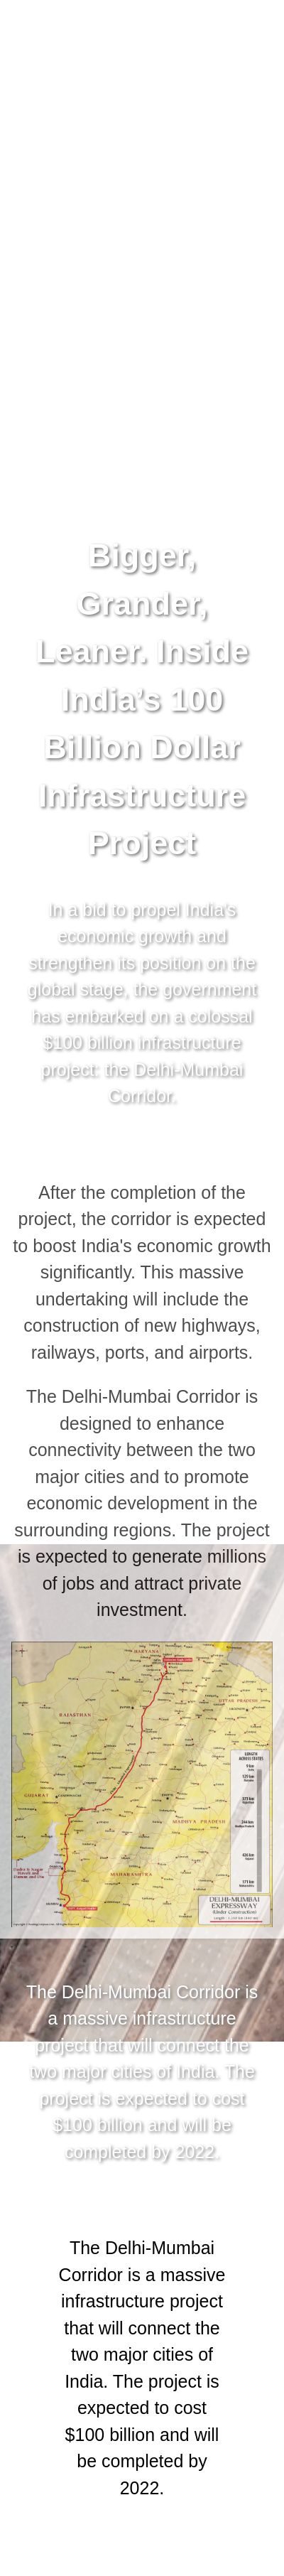 Bigger,
Grander,
Leaner. Inside
India's 100
Billion Dollar
Infrastructure
Project
In a bid to propel India's
economic growth and
strengthen its position on the
global stage, the government
has embarked on a colossal
$100 billion infrastructure
project: the Delhi-Mumbai
Corridor.
After the completion of the
project, the corridor is expected
to boost India's economic growth
significantly. This massive
undertaking will include the
construction of new highways,
railways, ports, and airports.
The Delhi-Mumbai Corridor is
designed to enhance
connectivity between the two
major cities and to promote
economic development in the
surrounding regions. The project
is expected to generate millions
of jobs and attract private
investment.
HARYANA
UTTAR PRADESH
RAJASTHAN
GUJARAT
MADHYA PRADESH
MAHARASHTRA
DELHI-MUMBAI
EXPRESSWAY
(Under Construction)
The Delhi-Mumbai Corridor is
a massive infrastructure
project that will connect the
two major cities of India. The
project is expected to cost
$100 billion and will be
completed by 2022.
The Delhi-Mumbai
Corridor is a massive
infrastructure project
that will connect the
two major cities of
India. The project is
expected to cost
$100 billion and will
be completed by
2022.